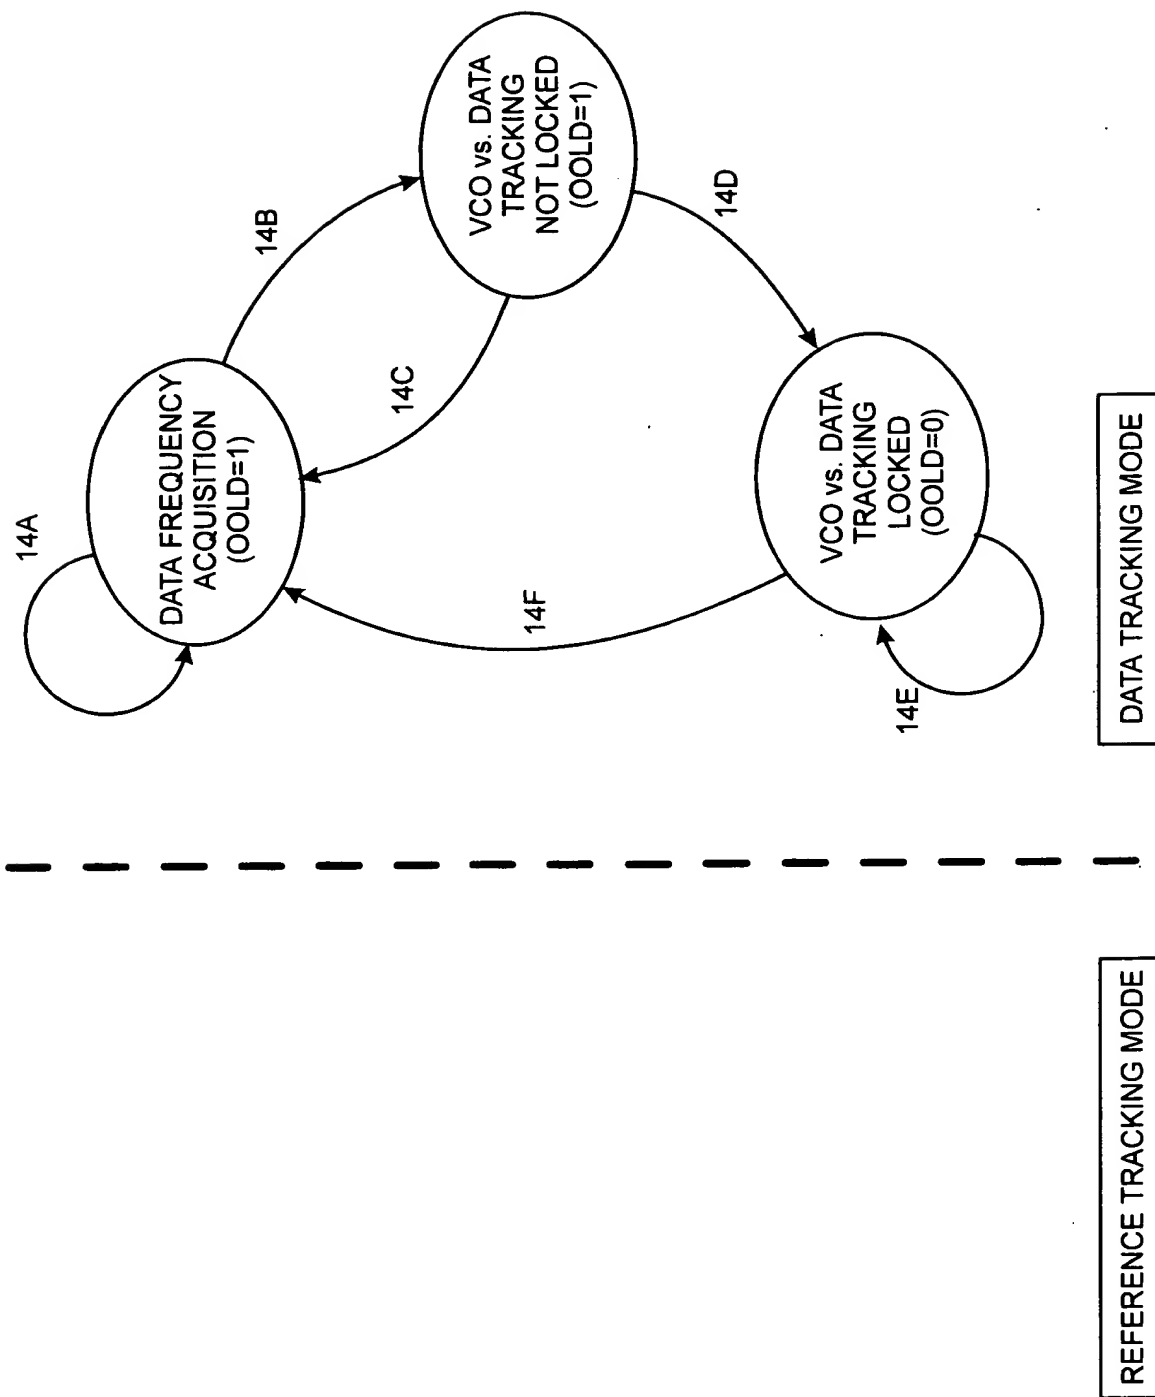 14A
DATA FREQUENCY
ACQUISITION
(OOLD=1)
14B
14C
VCO vs. DATA
TRACKING
NOT LOCKED
(OOLD=1)
14D
14F
VCO vs. DATA
TRACKING
LOCKED
(OOLD=0)
14E
REFERENCE TRACKING MODE
DATA TRACKING MODE